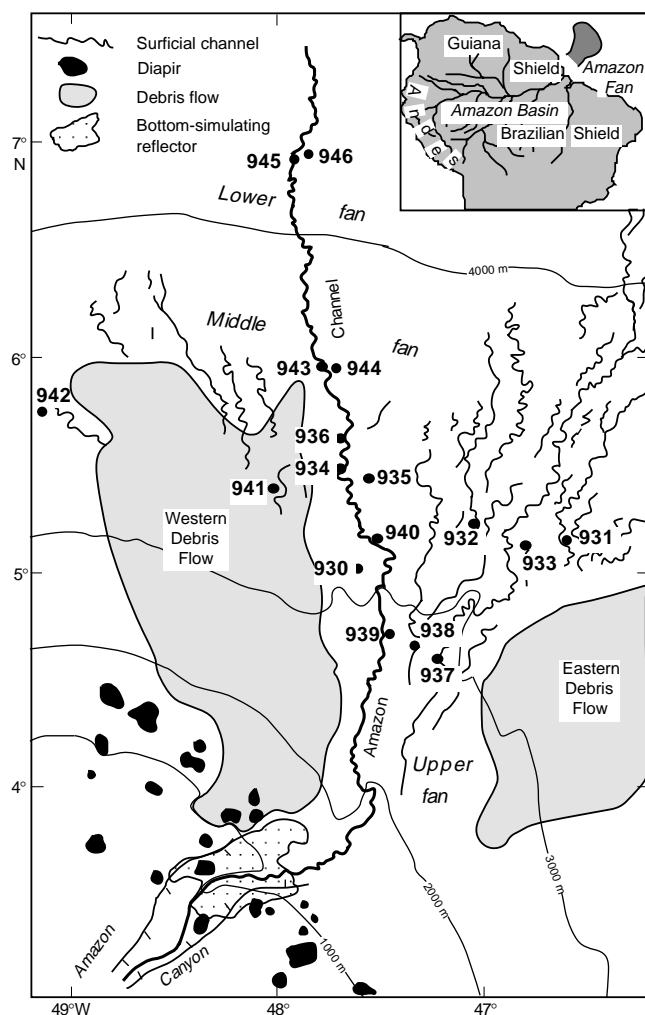 Surficial channel
Diapir
Debris flow
Bottom-simulating
reflector
Guiana
Shield
Amazon
Fan
Andes
Amazon Basin
Brazilian Shield
7°
N
945
946
Lower
fan
4000 m
Middle
Channel
fan
6°
943
944
942
936
934
935
941
Western
Debris
Flow
940
932
931
933
5°
930
939
938
937
Eastern
Debris
Flow
Amazon
Upper
fan
4°
3000 m
2000 m
1000 m
Amazon
Canyon
49°W
48°
47°